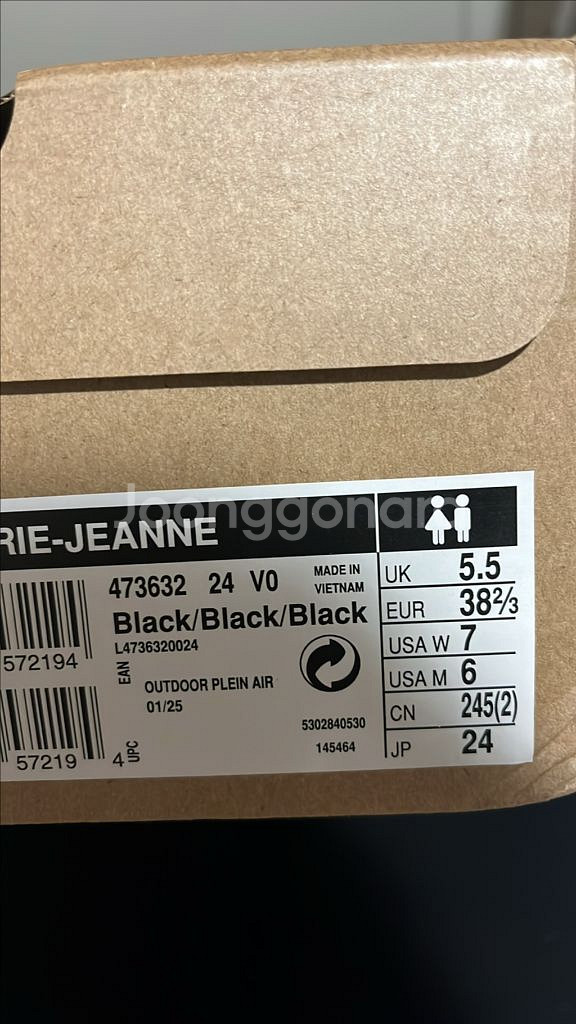 Joonggonara
RIE-JEANNE
473632 24 V0
MADE IN
VIETNAM
Black/Black/Black
L4736320024
572194
EAN
OUTDOOR PLEIN AIR
01/25
5302840530
145464
57219 4
UPC
UK 5.5
EUR 38⅔
USA W 7
USA M 6
CN 245(2)
JP 24